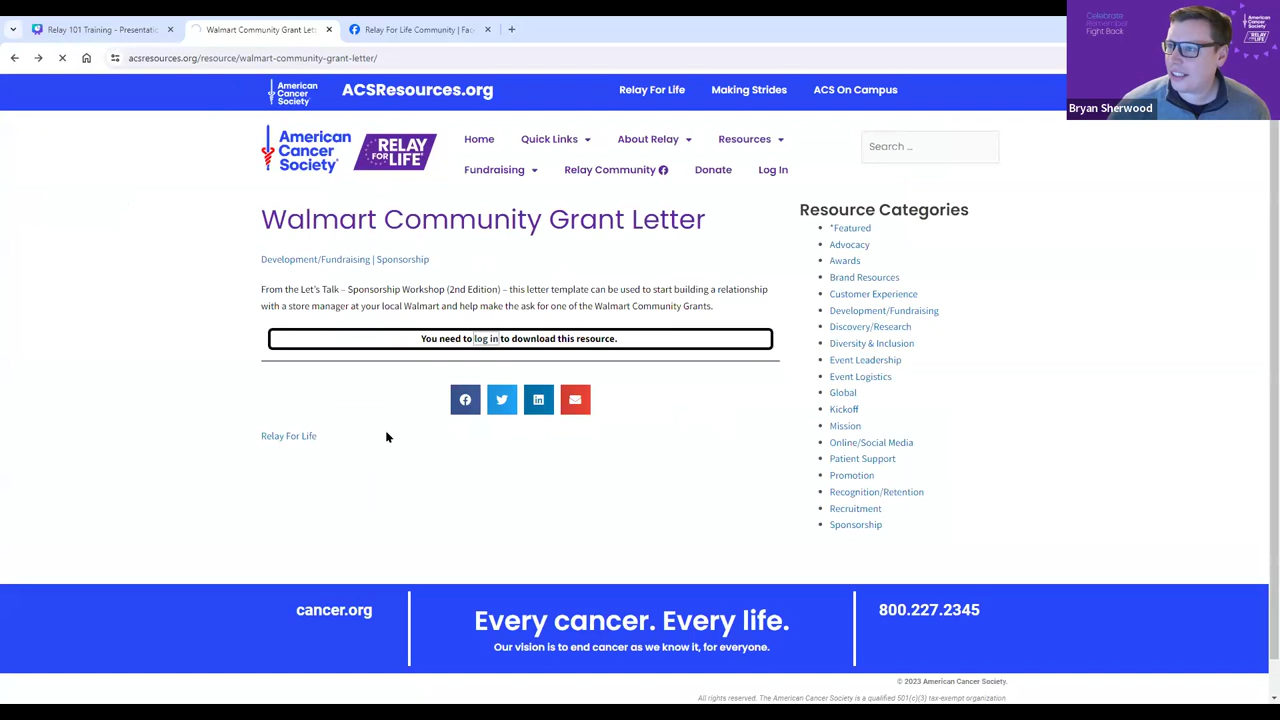 Relay 101 Training - Presentatio
Walmart Community Grant Lett
Relay For Life Community | Fac
acsresources.org/resource/walmart-community-grant-letter/
Celebrate
Remember
Fight Back
American
Cancer
Society
RELAY
FOR LIFE
Bryan Sherwood
American
Cancer
Society
ACSResources.org
Relay For Life
Making Strides
ACS On Campus
American
Cancer
Society
RELAY
FOR LIFE
Home
Quick Links
About Relay
Resources
Search ...
Fundraising
Relay Community
Donate
Log In
Walmart Community Grant Letter
Development/Fundraising | Sponsorship
From the Let's Talk – Sponsorship Workshop (2nd Edition) – this letter template can be used to start building a relationship
with a store manager at your local Walmart and help make the ask for one of the Walmart Community Grants.
You need to log in to download this resource.
Relay For Life
Resource Categories
*Featured
Advocacy
Awards
Brand Resources
Customer Experience
Development/Fundraising
Discovery/Research
Diversity & Inclusion
Event Leadership
Event Logistics
Global
Kickoff
Mission
Online/Social Media
Patient Support
Promotion
Recognition/Retention
Recruitment
Sponsorship
cancer.org
Every cancer. Every life.
Our vision is to end cancer as we know it, for everyone.
800.227.2345
© 2023 American Cancer Society.
All rights reserved. The American Cancer Society is a qualified 501(c)(3) tax-exempt organization